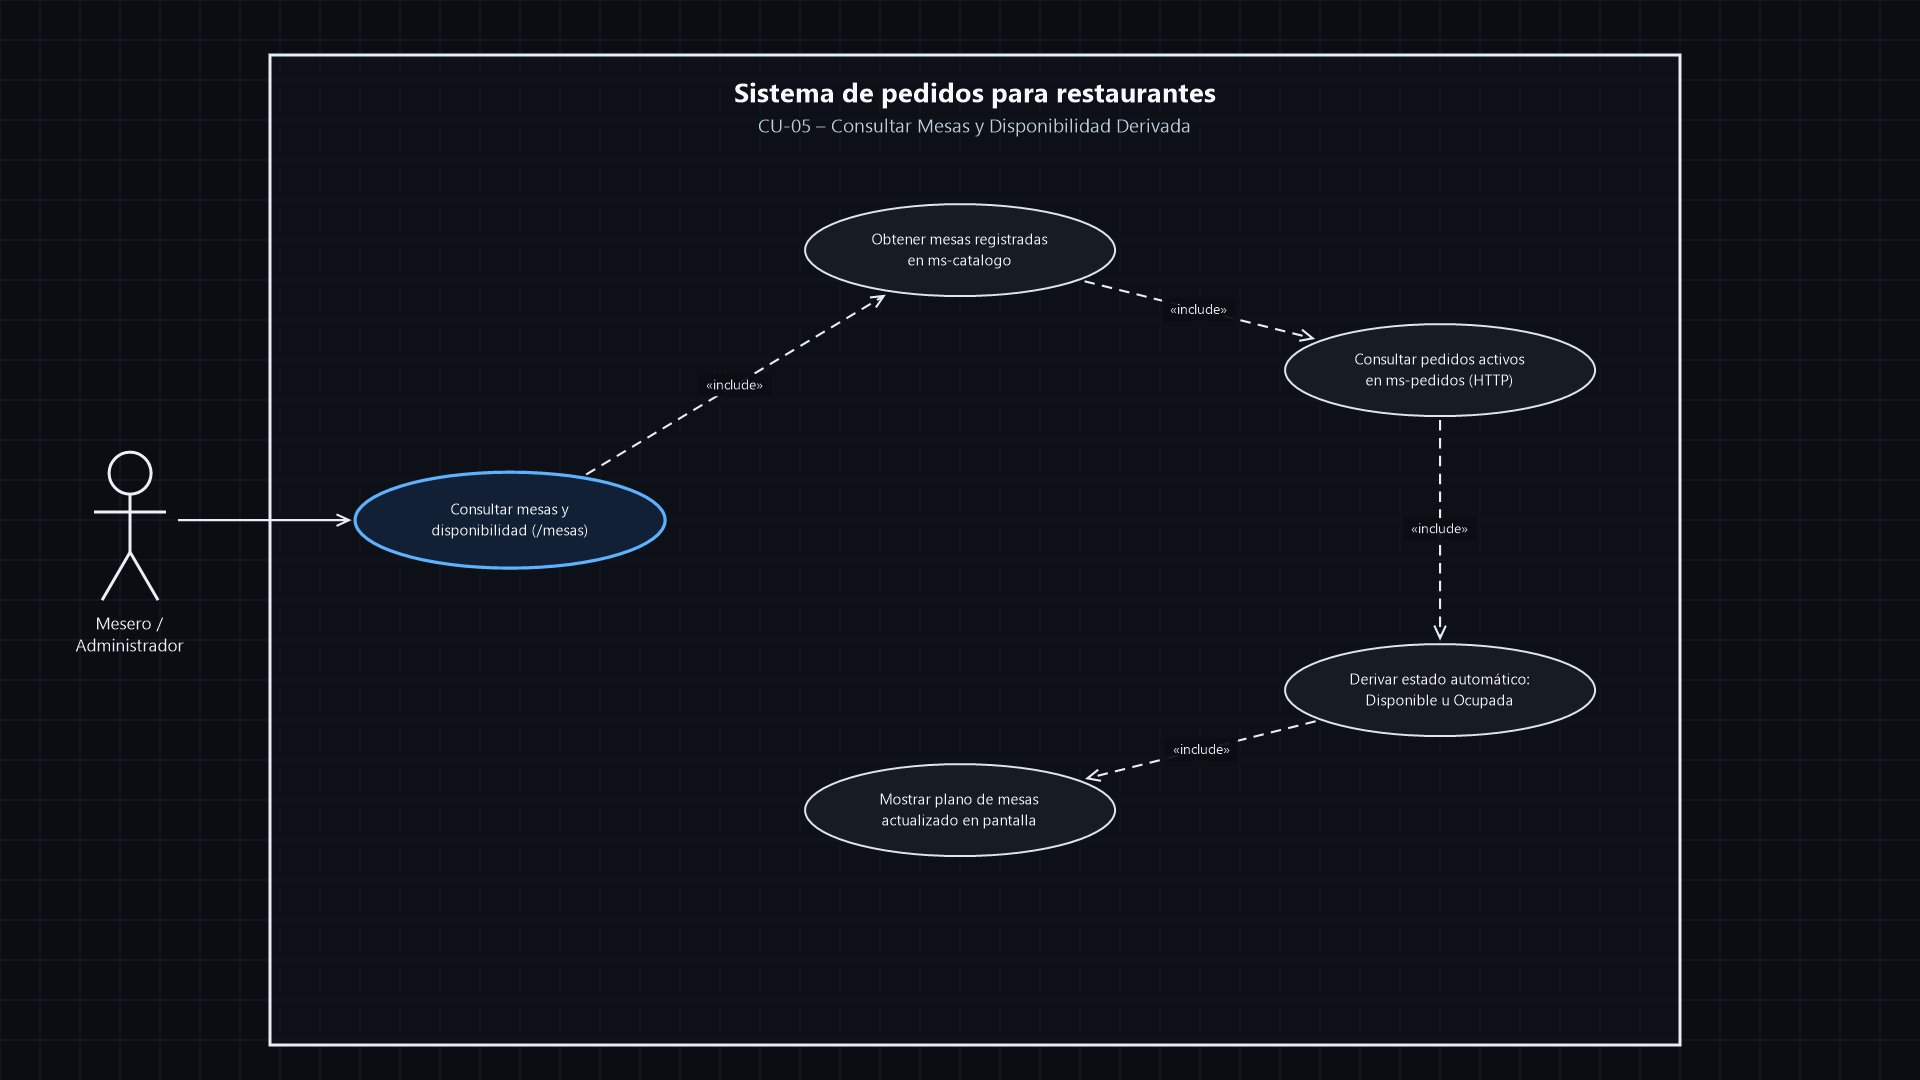 Sistema de pedidos para restaurantes
CU-05 – Consultar Mesas y Disponibilidad Derivada
Obtener mesas registradas
en ms-catalogo
«include»
Consultar pedidos activos
en ms-pedidos (HTTP)
«include»
Consultar mesas y
disponibilidad (/mesas)
«include»
Mesero /
Administrador
Derivar estado automático:
Disponible u Ocupada
«include»
Mostrar plano de mesas
actualizado en pantalla